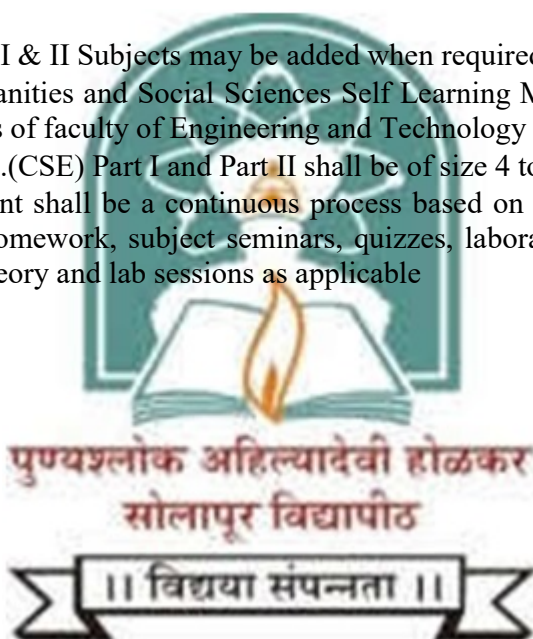 I & II Subjects may be added when required
anities and Social Sciences Self Learning M
s of faculty of Engineering and Technology
.(CSE) Part I and Part II shall be of size 4 to
nt shall be a continuous process based on
omework, subject seminars, quizzes, labora
eory and lab sessions as applicable
पुण्यश्लोक अहिल्यादेवी होळकर
सोलापूर विद्यापीठ
।। विद्यया संपन्नता ।।